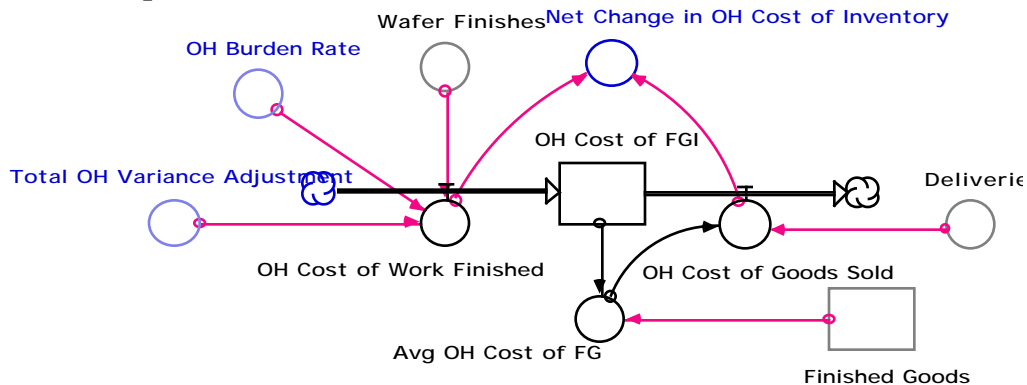 Wafer Finishes
Net Change in OH Cost of Inventory
OH Burden Rate
OH Cost of FGI
Total OH Variance Adjustment
Deliverie
OH Cost of Work Finished
OH Cost of Goods Sold
Avg OH Cost of FG
Finished Goods